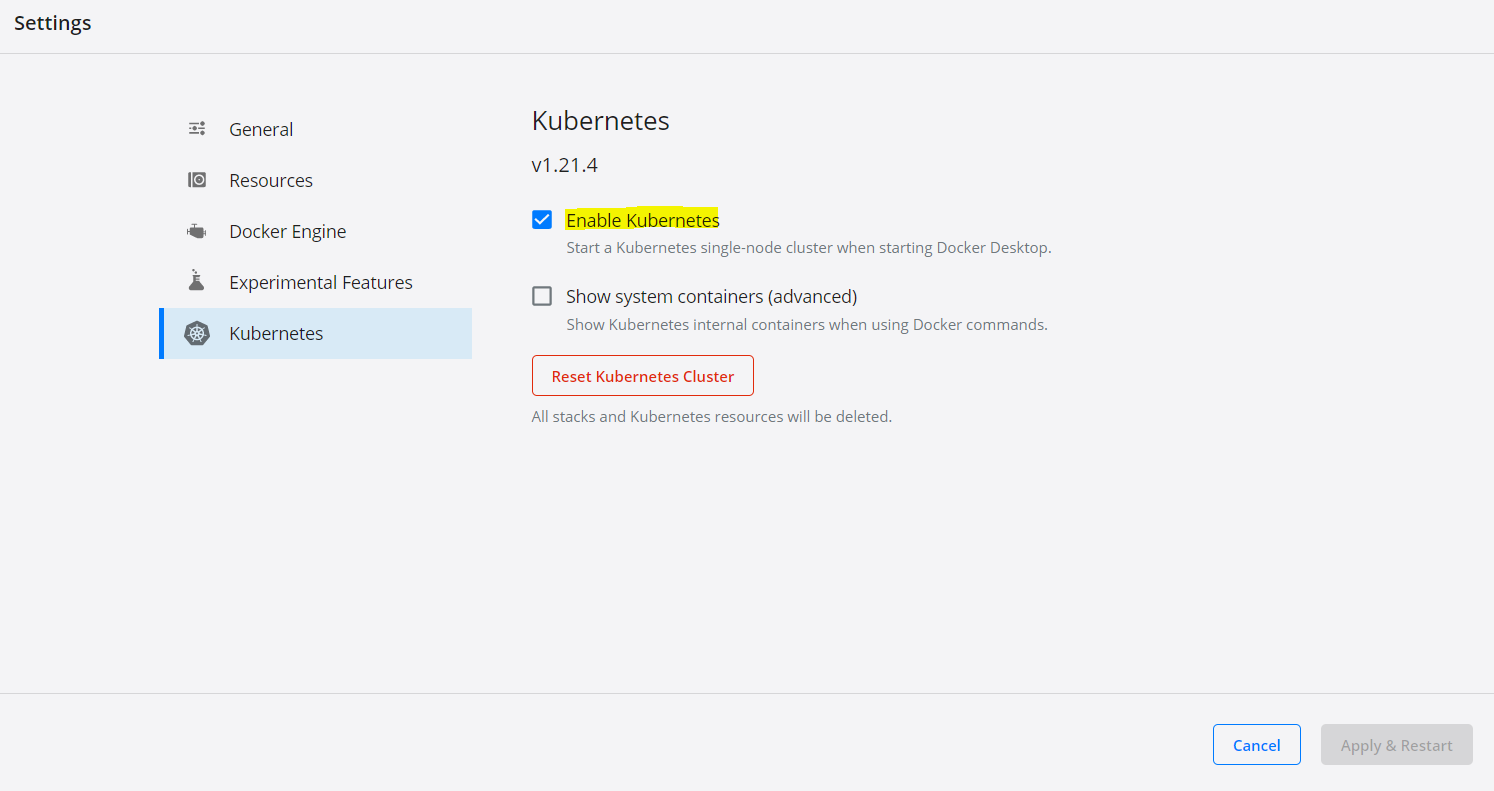 Settings
General
Resources
Docker Engine
Experimental Features
Kubernetes
Kubernetes
v1.21.4
Enable Kubernetes
Start a Kubernetes single-node cluster when starting Docker Desktop.
Show system containers (advanced)
Show Kubernetes internal containers when using Docker commands.
Reset Kubernetes Cluster
All stacks and Kubernetes resources will be deleted.
Cancel
Apply & Restart